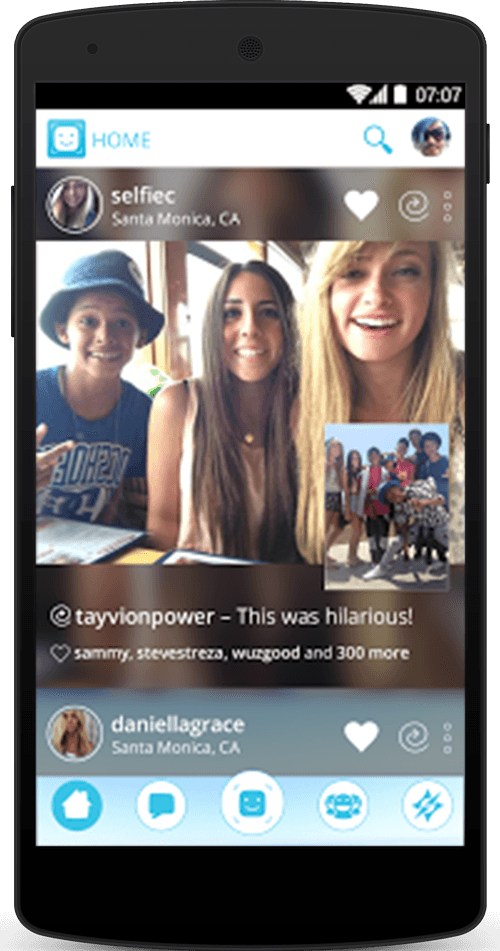 07:07
HOME
selfiec
Santa Monica, CA
tayvionpower – This was hilarious!
sammy, stevestreza, wuzgood and 300 more
daniellagrace
Santa Monica, CA